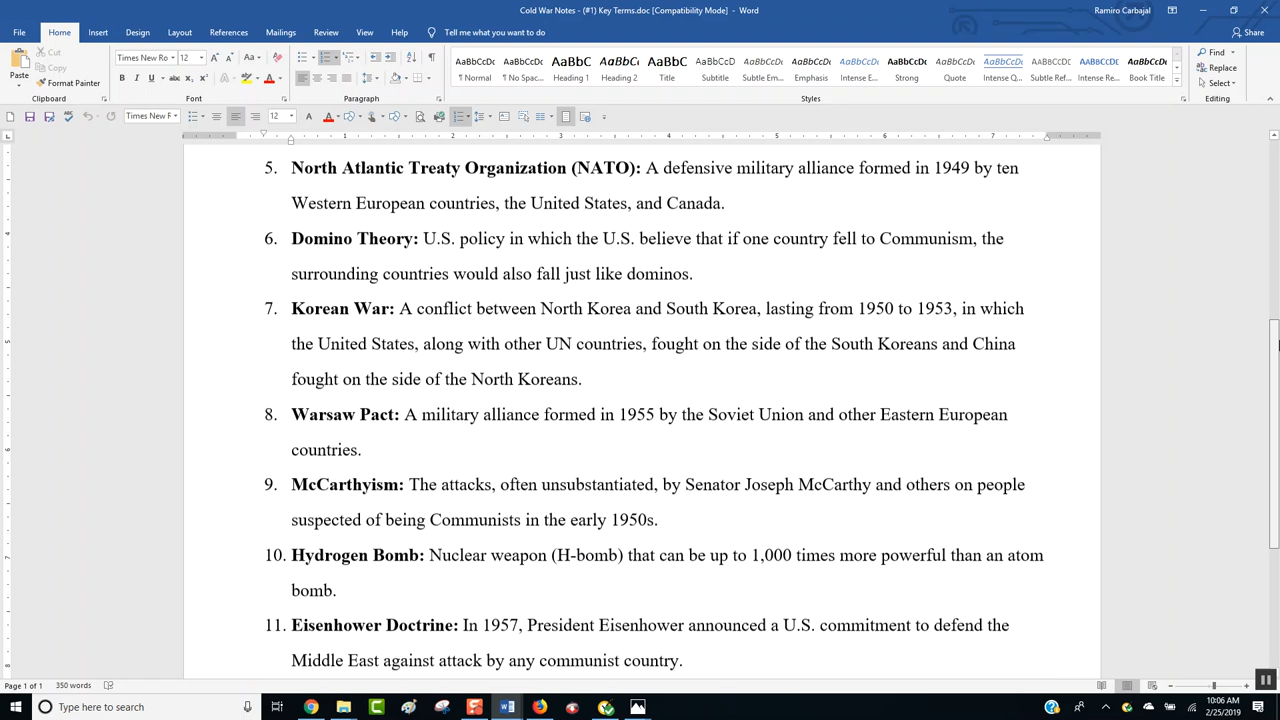 Cold War Notes - (#1) Key Terms.doc [Compatibility Mode] - Word
Ramiro Carbajal
File Home Insert Design Layout References Mailings Review View Help Tell me what you want to do
Share
Cut
Copy
Format Painter
Paste
Clipboard
Times New Ro 12
Font
Paragraph
AaBbCcDc AaBbCcDc AaBbC AaBbCc AaBbC AaBbCcD AaBbCcDc AaBbCcDc AaBbCcDc AaBbCcDc AaBbCcDc AaBbCcDc AaBbCcDc AaBbCcDc AaBbCcDc
¶ Normal ¶ No Spac... Heading 1 Heading 2 Title Subtitle Subtle Em... Emphasis Intense E... Strong Quote Intense Q... Subtle Ref... Intense Re... Book Title
Styles
Find
Replace
Select
Editing
Times New F 12
1 2 3 4 5 6 7
5. North Atlantic Treaty Organization (NATO): A defensive military alliance formed in 1949 by ten
Western European countries, the United States, and Canada.
6. Domino Theory: U.S. policy in which the U.S. believe that if one country fell to Communism, the
surrounding countries would also fall just like dominos.
7. Korean War: A conflict between North Korea and South Korea, lasting from 1950 to 1953, in which
the United States, along with other UN countries, fought on the side of the South Koreans and China
fought on the side of the North Koreans.
8. Warsaw Pact: A military alliance formed in 1955 by the Soviet Union and other Eastern European
countries.
9. McCarthyism: The attacks, often unsubstantiated, by Senator Joseph McCarthy and others on people
suspected of being Communists in the early 1950s.
10. Hydrogen Bomb: Nuclear weapon (H-bomb) that can be up to 1,000 times more powerful than an atom
bomb.
11. Eisenhower Doctrine: In 1957, President Eisenhower announced a U.S. commitment to defend the
Middle East against attack by any communist country.
Page 1 of 1 350 words
Type here to search
10:06 AM
2/25/2019